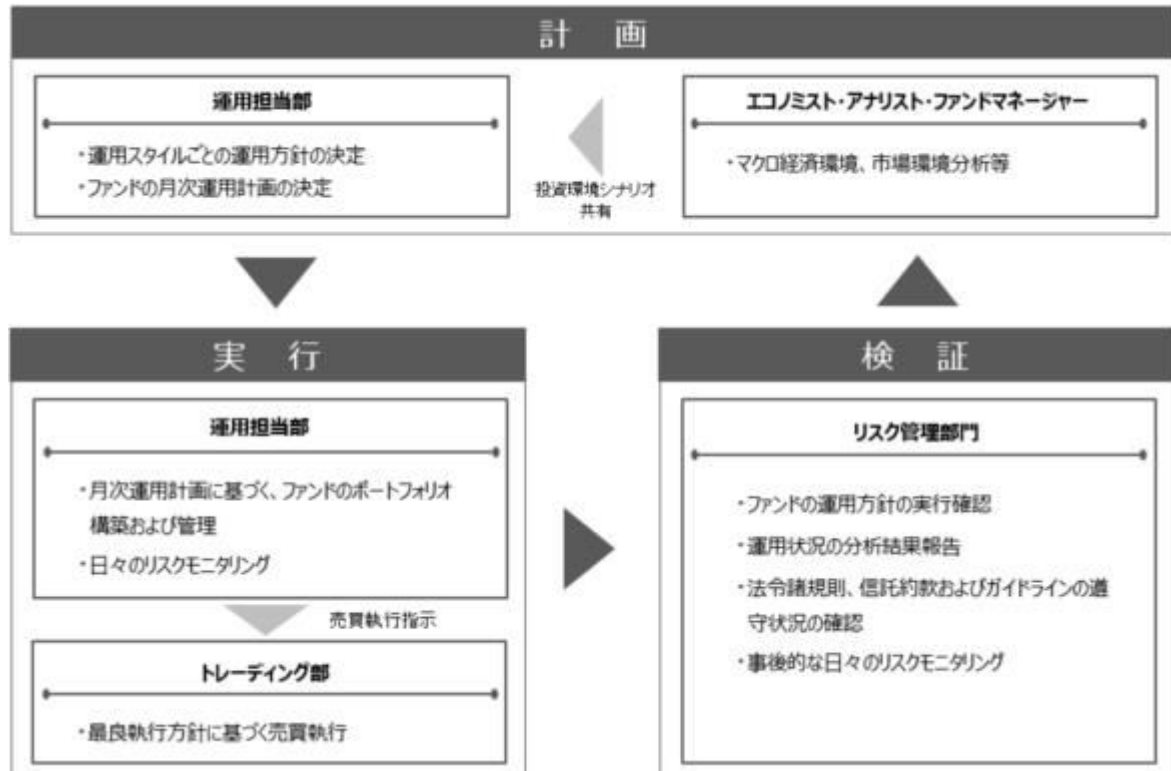 計 画
運用担当部
・運用スタイルごとの運用方針の決定
・ファンドの月次運用計画の決定
投資環境シナリオ
共有
エコノミスト・アナリスト・ファンドマネージャー
・マクロ経済環境、市場環境分析等
実 行
運用担当部
・月次運用計画に基づく、ファンドのポートフォリオ
構築および管理
・日々のリスクモニタリング
売買執行指示
トレーディング部
・最良執行方針に基づく売買執行
検 証
リスク管理部門
・ファンドの運用方針の実行確認
・運用状況の分析結果報告
・法令諸規則、信託約款およびガイドラインの遵
守状況の確認
・事後的な日々のリスクモニタリング